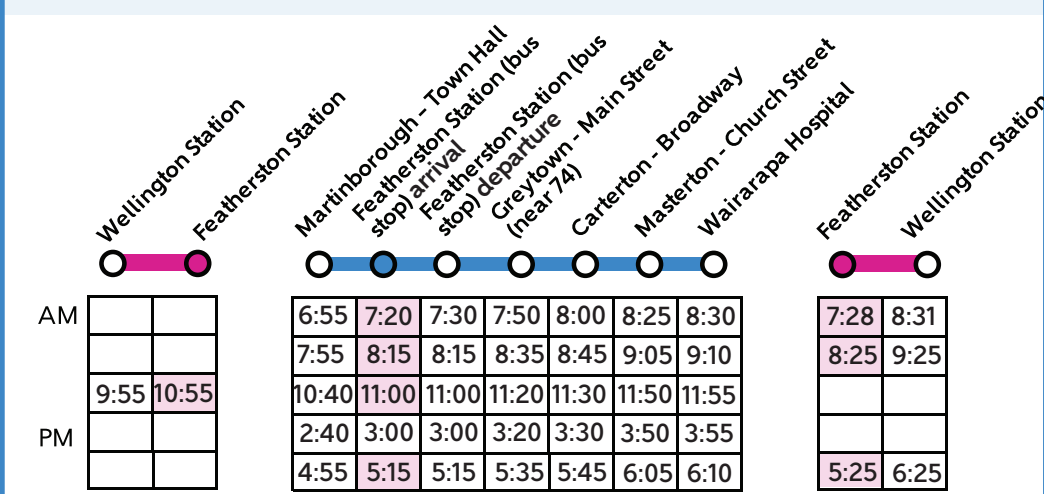 Wellington Station
Featherston Station
Martinborough - Town Hall
Featherston Station (bus
stop) arrival
Featherston Station (bus
stop) departure
Greytown - Main Street
(near 74)
Carterton - Broadway
Masterton - Church Street
Wairarapa Hospital
Featherston Station
Wellington Station
AM 6:55 7:20 7:30 7:50 8:00 8:25 8:30 7:28 8:31
7:55 8:15 8:15 8:35 8:45 9:05 9:10 8:25 9:25
9:55 10:55 10:40 11:00 11:00 11:20 11:30 11:50 11:55
PM 2:40 3:00 3:00 3:20 3:30 3:50 3:55
4:55 5:15 5:15 5:35 5:45 6:05 6:10 5:25 6:25